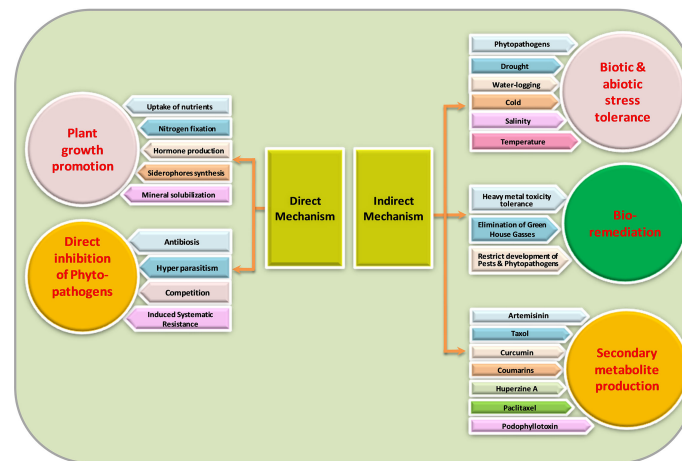 Plant
growth
promotion
Uptake of nutrients
Nitrogen fixation
Hormone production
Siderophores synthesis
Mineral solubilization
Direct
inhibition
of Phyto-
pathogens
Antibiosis
Hyper parasitism
Competition
Induced Systematic
Resistance
Direct
Mechanism
Indirect
Mechanism
Phytopathogens
Drought
Water-logging
Cold
Salinity
Temperature
Biotic &
abiotic
stress
tolerance
Heavy metal toxicity
tolerance
Elimination of Green
House Gasses
Restrict development of
Pests & Phytopathogens
Bio-
remediation
Artemisinin
Taxol
Curcumin
Coumarins
Huperzine A
Paclitaxel
Podophyllotoxin
Secondary
metabolite
production